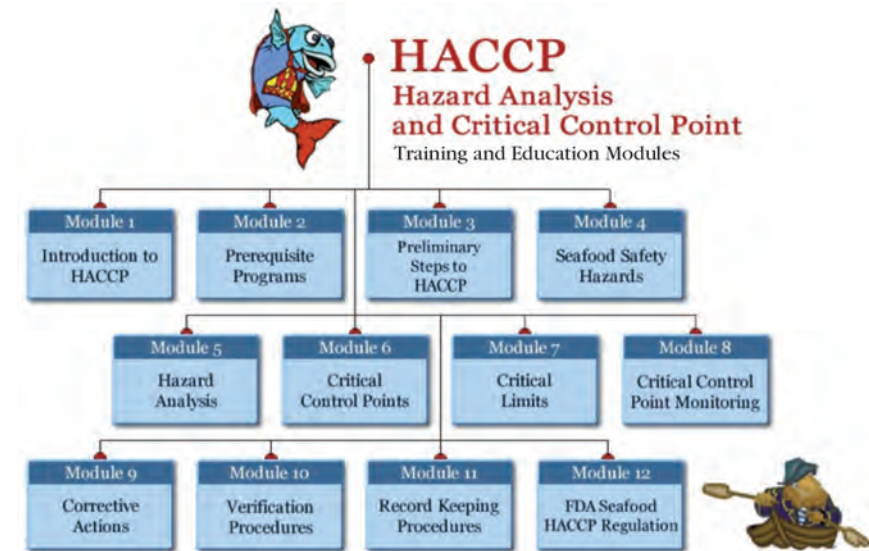 HACCP
Hazard Analysis
and Critical Control Point
Training and Education Modules
Module 1
Introduction to
HACCP
Module 2
Prerequisite
Programs
Module 3
Preliminary
Steps to
HACCP
Module 4
Seafood Safety
Hazards
Module 5
Hazard
Analysis
Module 6
Critical
Control Points
Module 7
Critical
Limits
Module 8
Critical Control
Point Monitoring
Module 9
Corrective
Actions
Module 10
Verification
Procedures
Module 11
Record Keeping
Procedures
Module 12
FDA Seafood
HACCP Regulation